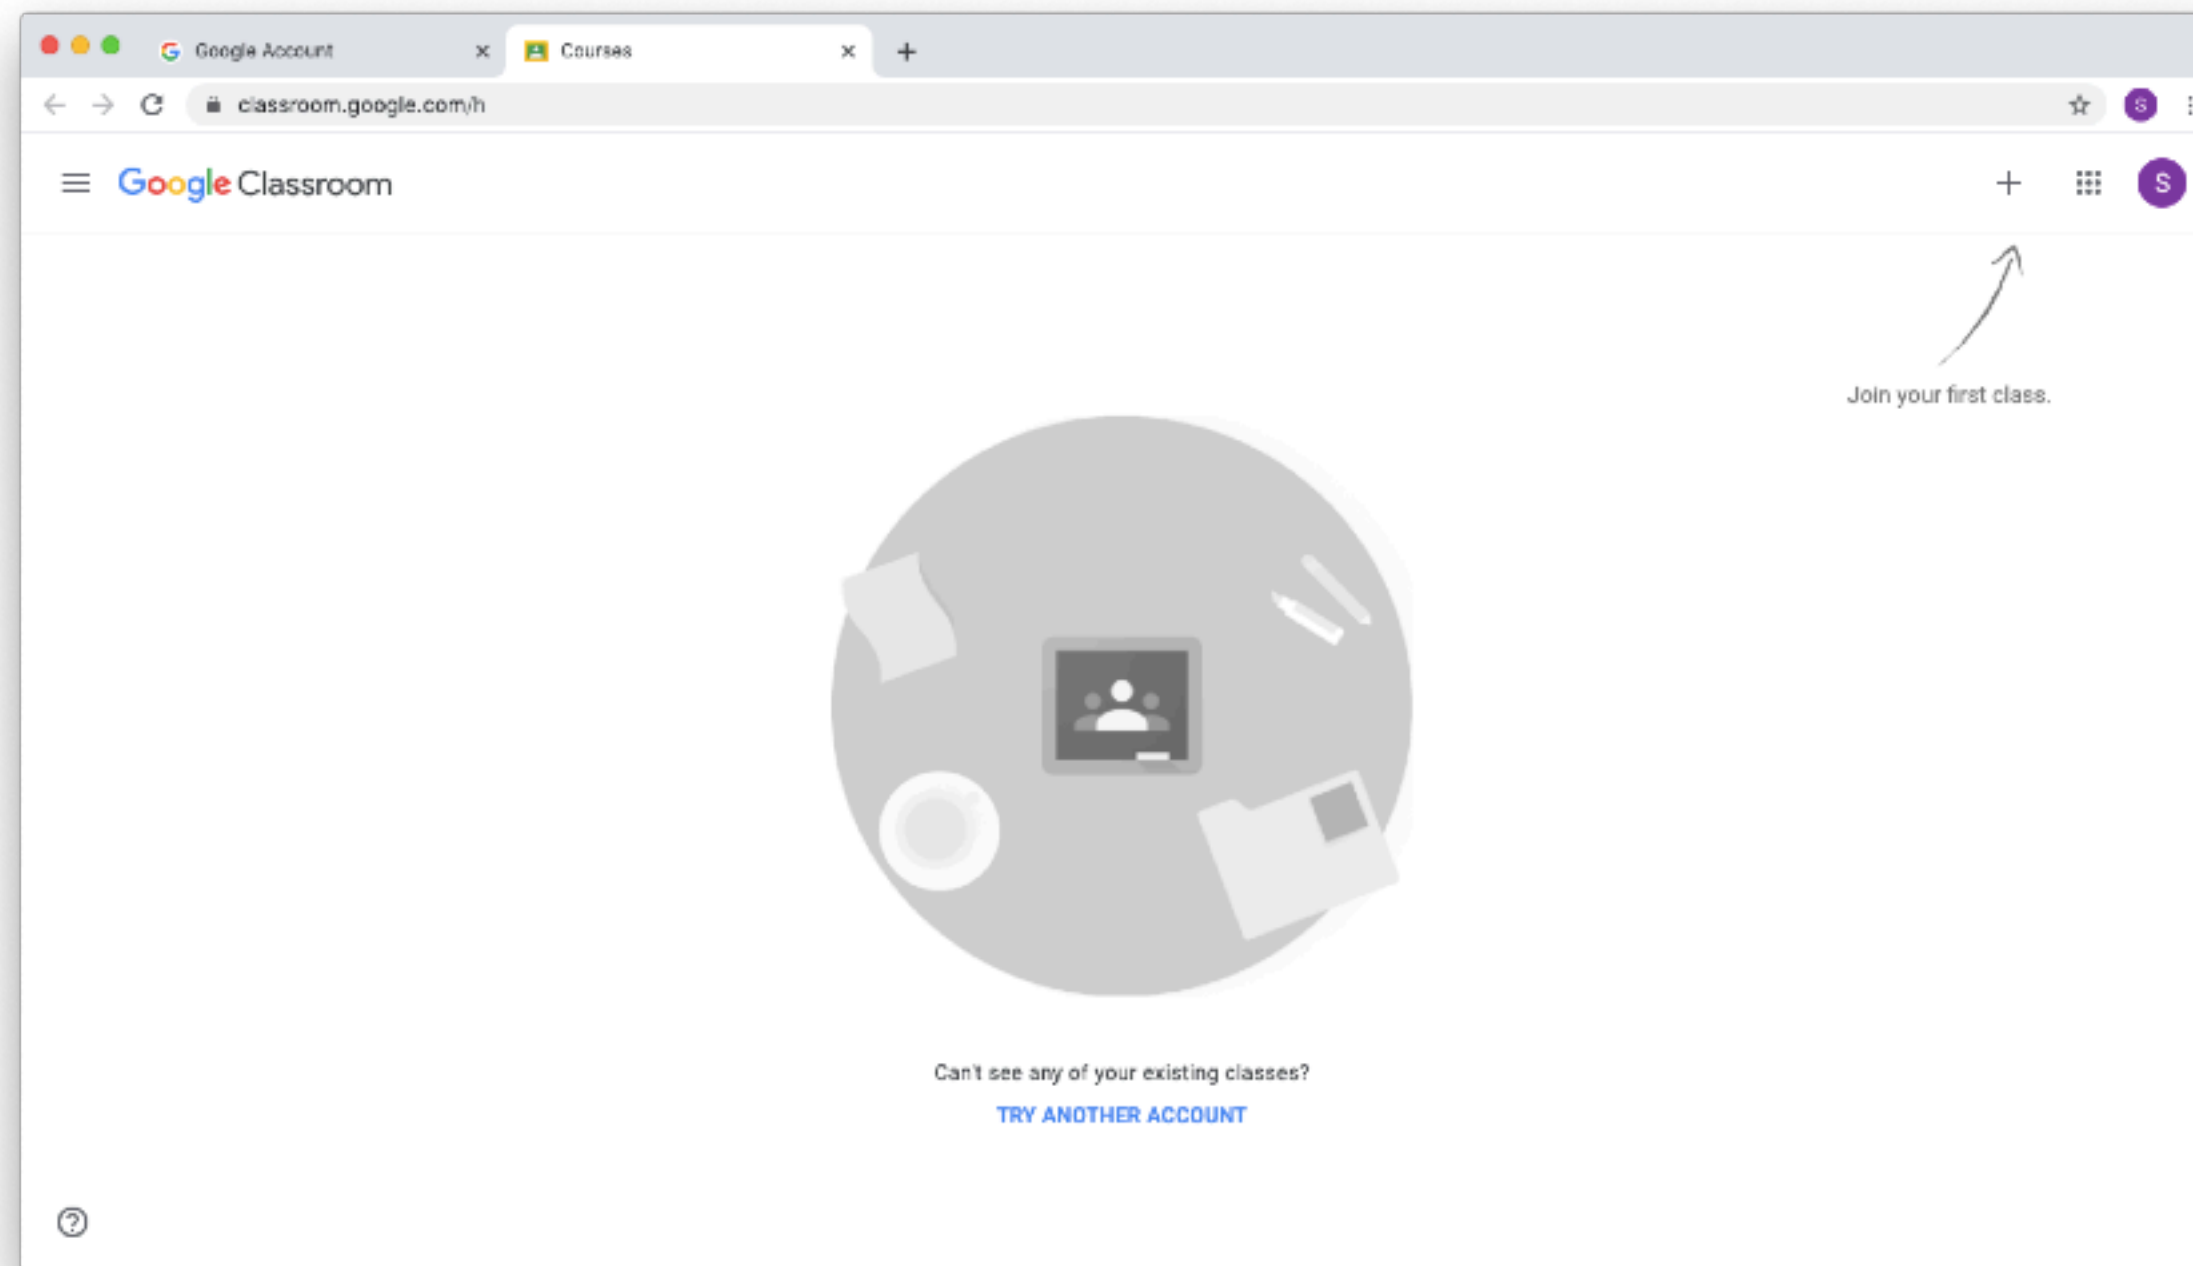 Google Account
Courses
classroom.google.com/h
S
Google Classroom
S
Join your first class.
Can't see any of your existing classes?
TRY ANOTHER ACCOUNT